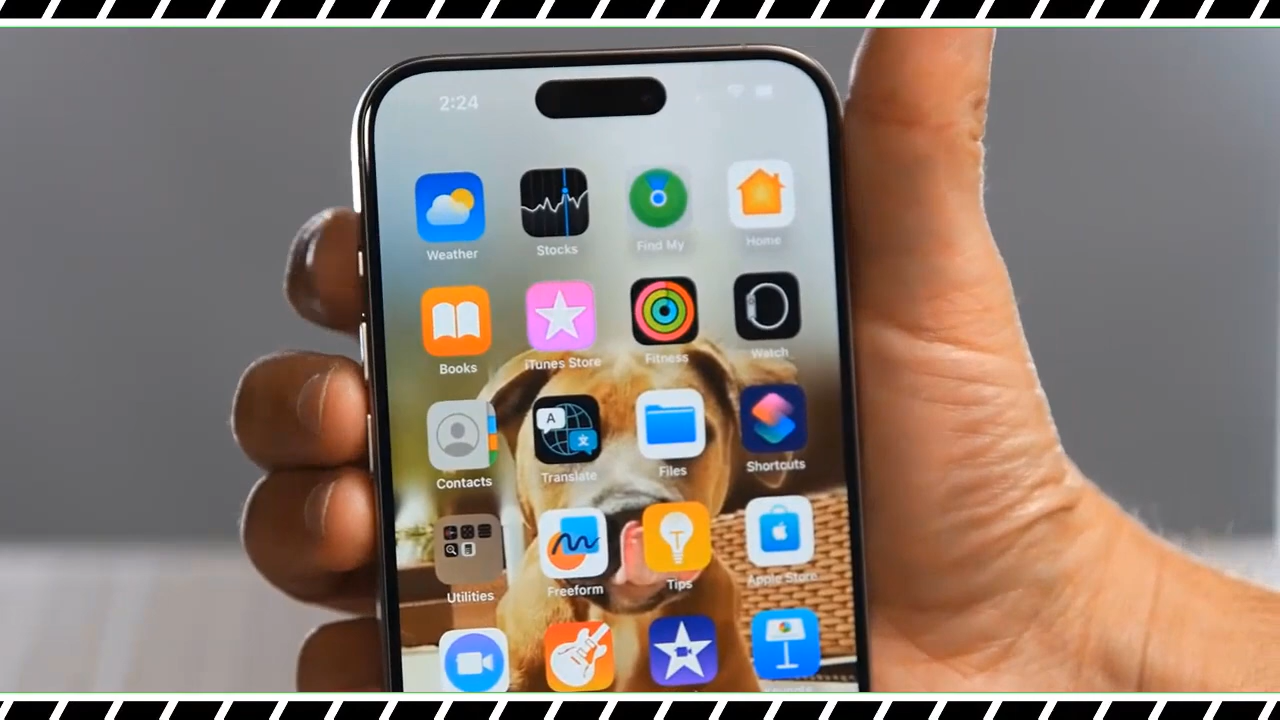 2:24
Weather
Stocks
Find My
Home
Books
iTunes Store
Fitness
Watch
Contacts
A
文
Translate
Files
Shortcuts
Utilities
Freeform
T
Tips
Apple Store